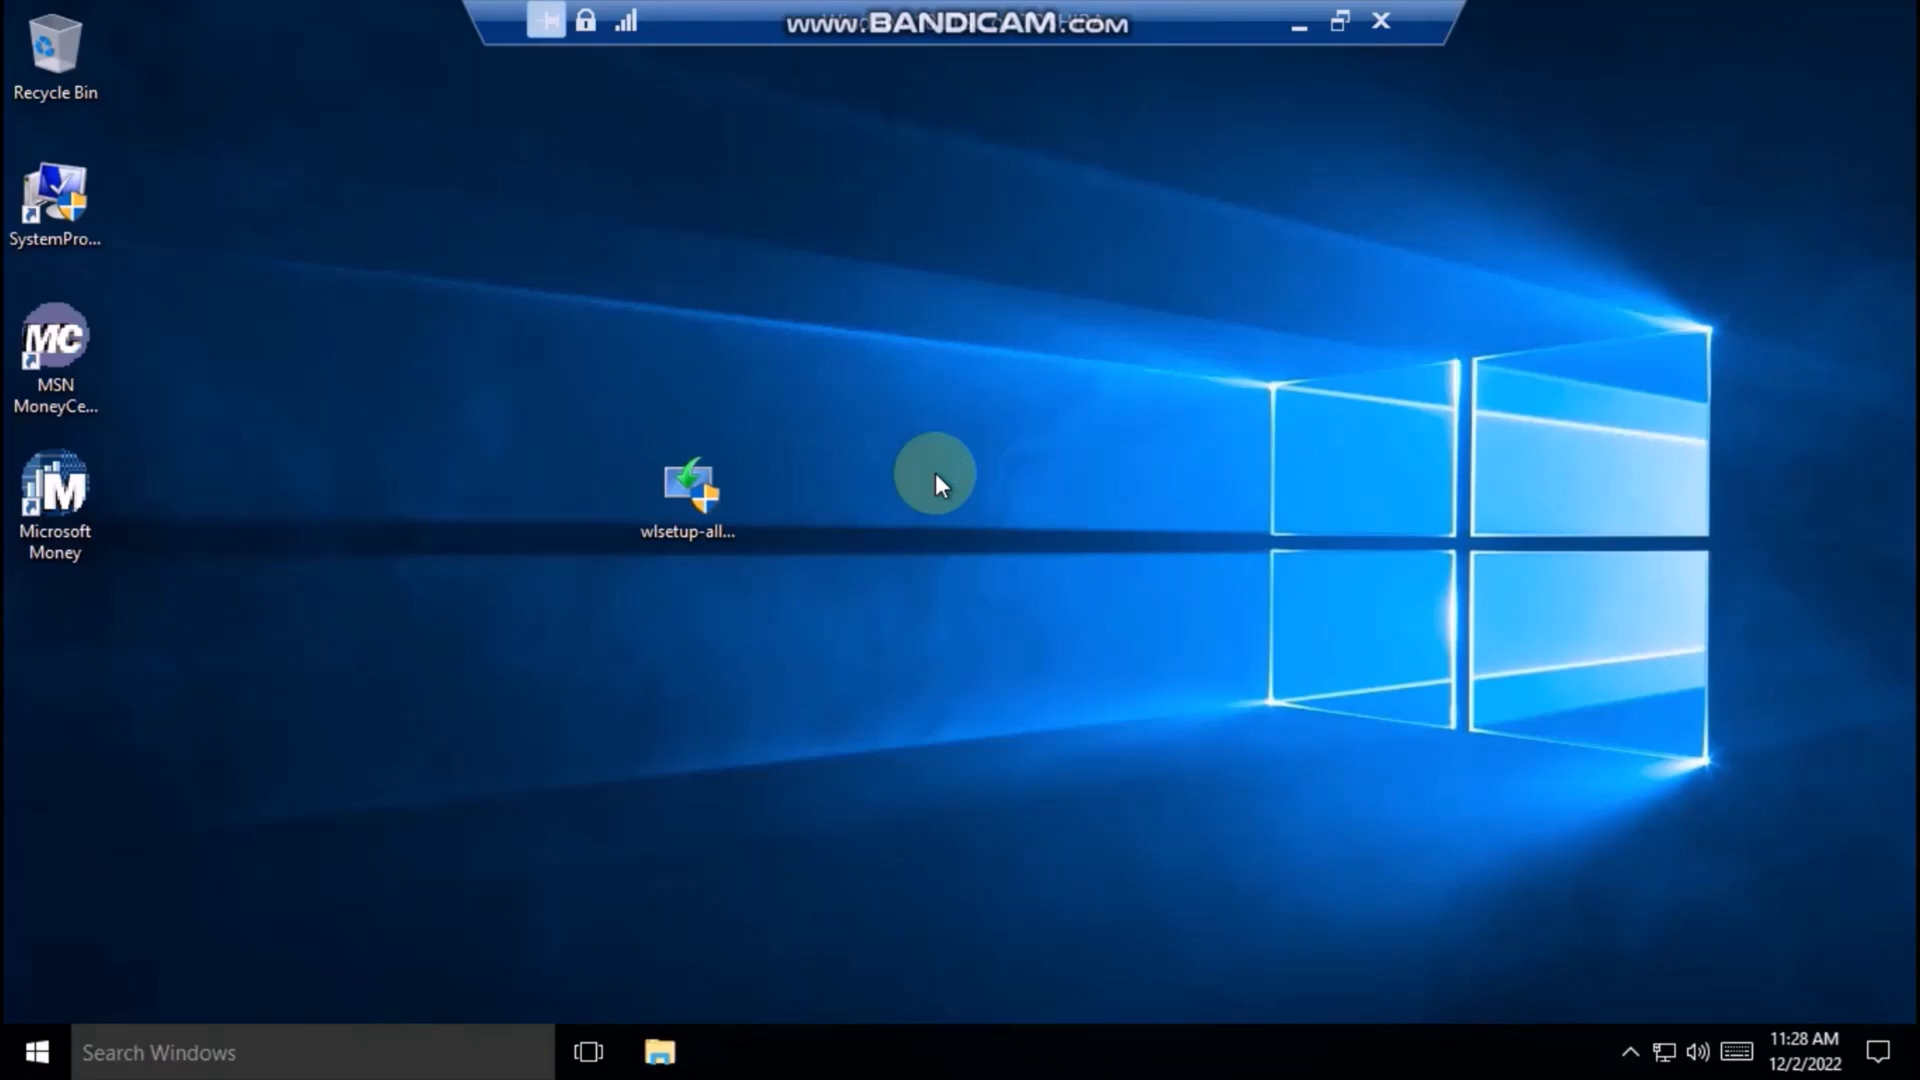 www.BANDICAM.com
Recycle Bin
SystemPro...
MC
MSN
MoneyCe...
M
Microsoft
Money
wlsetup-all...
Search Windows
11:28 AM
12/2/2022